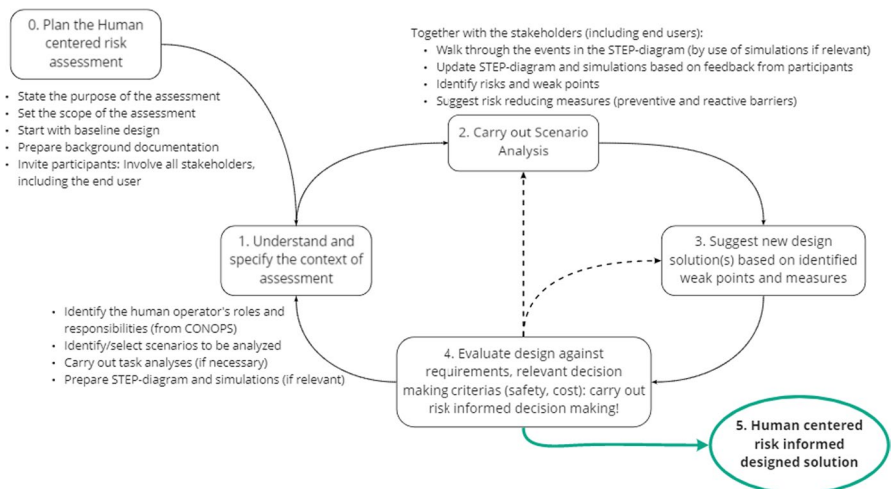 0. Plan the Human
centered risk
assessment
• State the purpose of the assessment
• Set the scope of the assessment
• Start with baseline design
• Prepare background documentation
• Invite participants: Involve all stakeholders,
including the end user
Together with the stakeholders (including end users):
• Walk through the events in the STEP-diagram (by use of simulations if relevant)
• Update STEP-diagram and simulations based on feedback from participants
• Identify risks and weak points
• Suggest risk reducing measures (preventive and reactive barriers)
2. Carry out Scenario
Analysis
1. Understand and
specify the context of
assessment
• Identify the human operator's roles and
responsibilities (from CONOPS)
• Identify/select scenarios to be analyzed
• Carry out task analyses (if necessary)
• Prepare STEP-diagram and simulations (if relevant)
3. Suggest new design
solution(s) based on identified
weak points and measures
4. Evaluate design against
requirements, relevant decision
making criterias (safety, cost): carry out
risk informed decision making!
5. Human centered
risk informed
designed solution